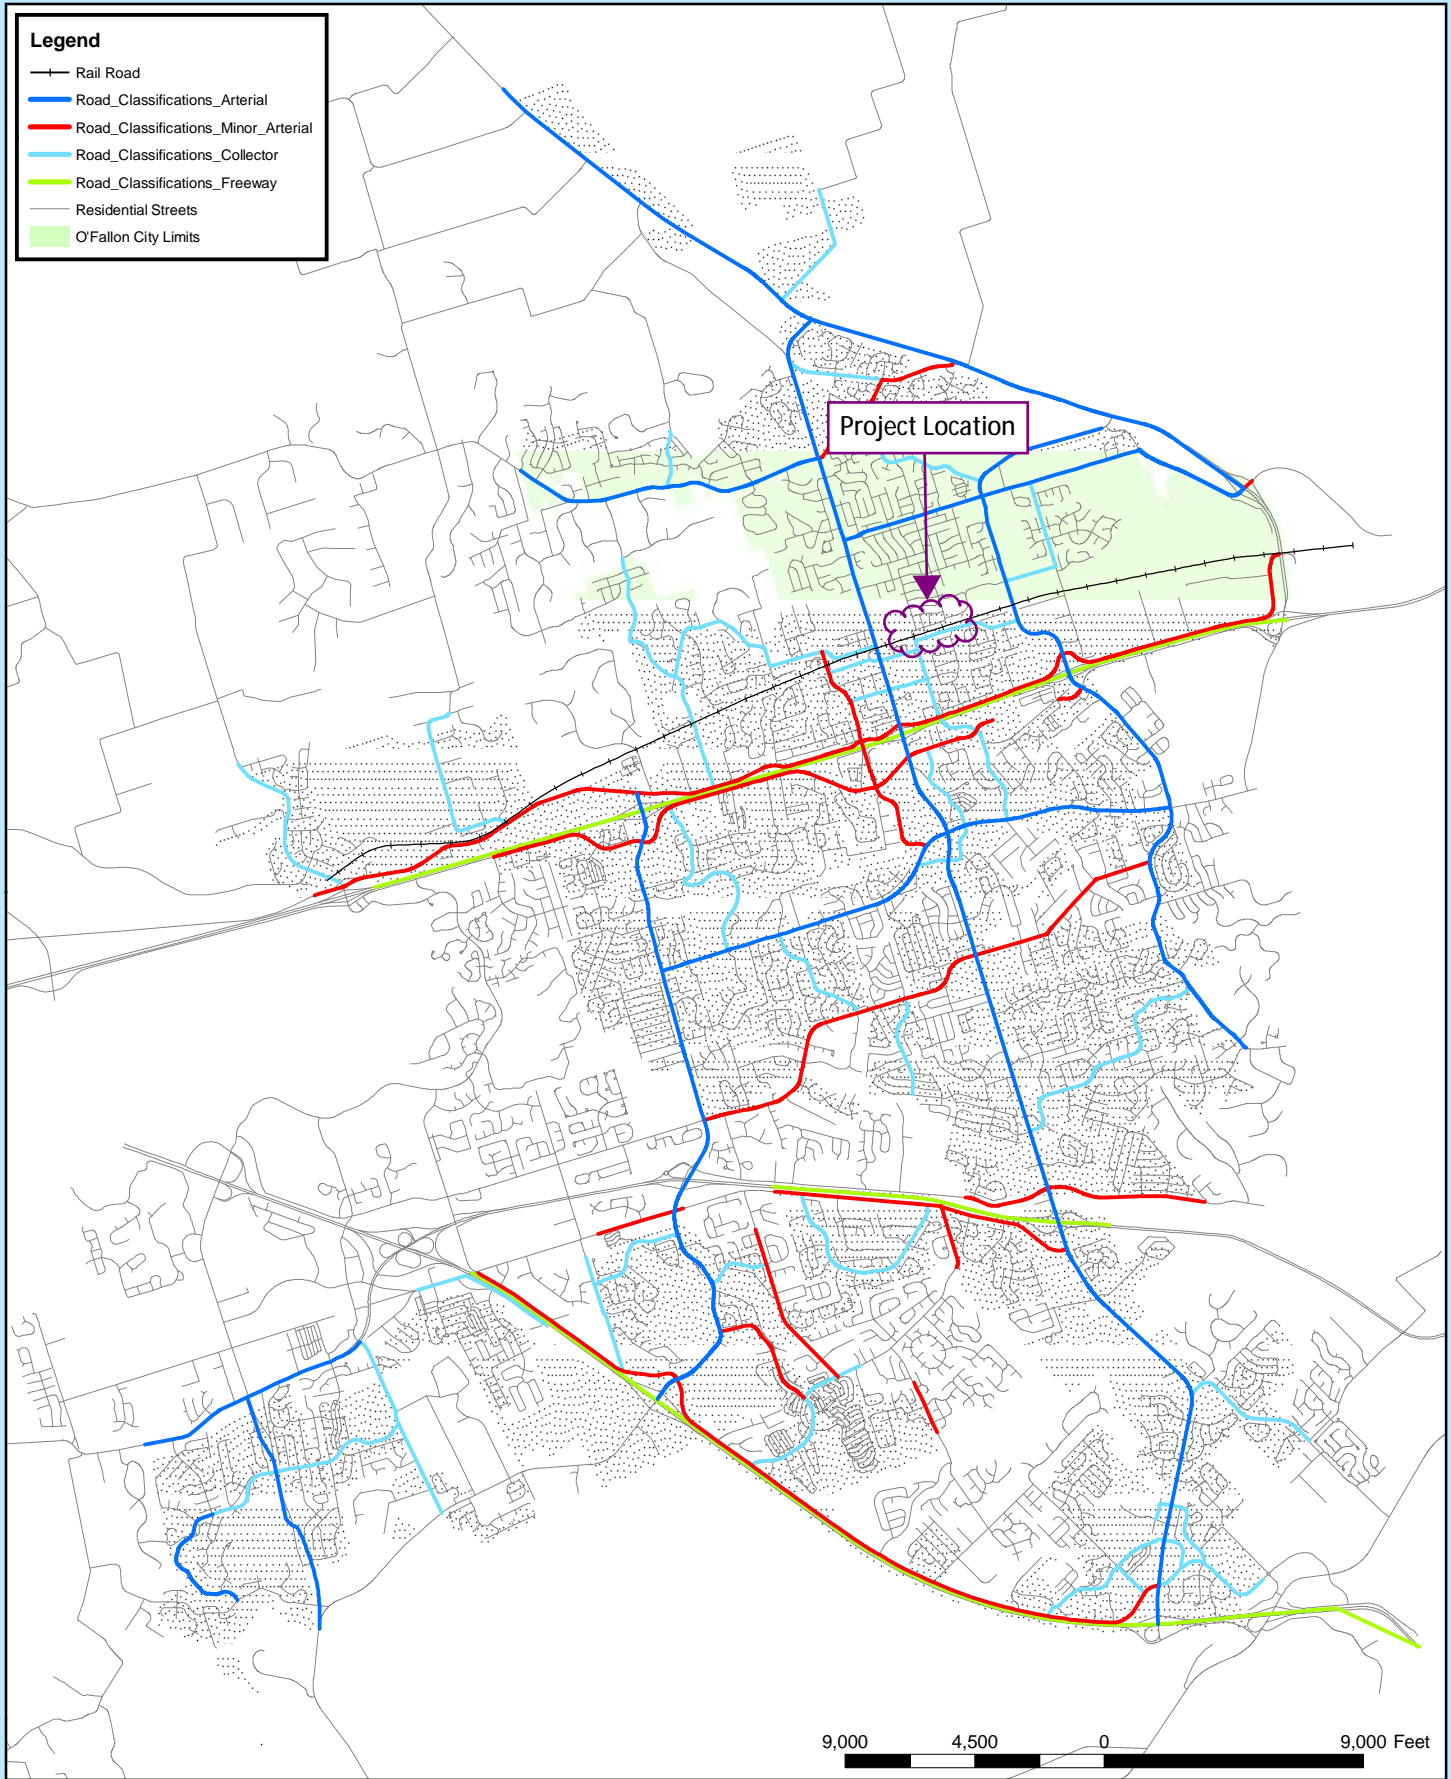 Legend
Rail Road
Road_Classifications_Arterial
Road_Classifications_Minor_Arterial
Road_Classifications_Collector
Road_Classifications_Freeway
Residential Streets
O'Fallon City Limits
Project Location
9,000 4,500 0 9,000 Feet